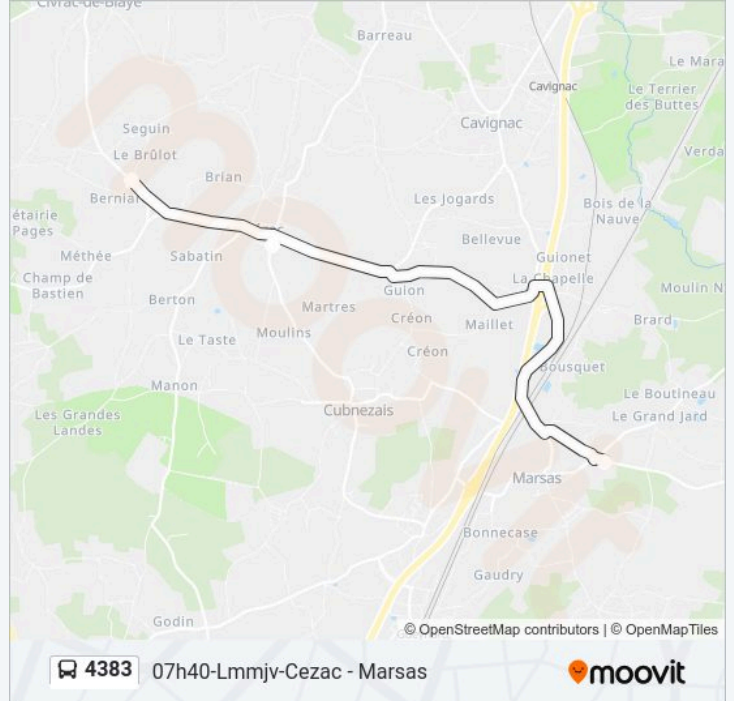 Civrac-de-Blaye
Barreau
Le Mara
Cavignac
Le Terrier
des Buttes
Cavignac
Seguin
Le Brûlot
Verda
Brian
Bernian
Les Jogards
Bois de la
Nauve
étairie
Pages
Bellevue
Méthée
Sabatin
Guionet
La Chapelle
Champ de
Bastien
Guion
Moulin N
Berton
Martres
Créon
Maillet
Brard
Le Taste
Moulins
Créon
Bousquet
Manon
Le Boutineau
Les Grandes
Landes
Cubnezais
Le Grand Jard
Marsas
Bonnecase
Gaudry
Godin
© OpenStreetMap contributors | © OpenMapTiles
4383 07h40-Lmmjv-Cezac - Marsas
moovit